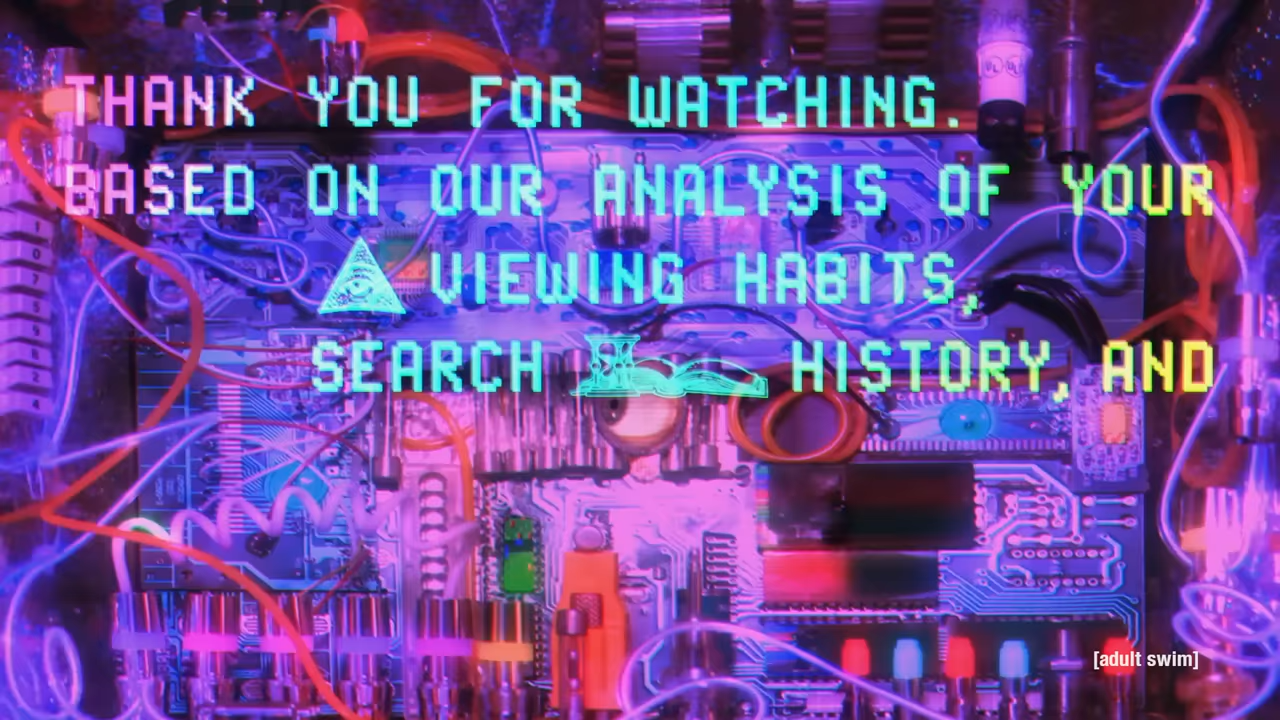 THANK YOU FOR WATCHING.
BASED ON OUR ANALYSIS OF YOUR
VIEWING HABITS,
SEARCH HISTORY, AND
[adult swim]